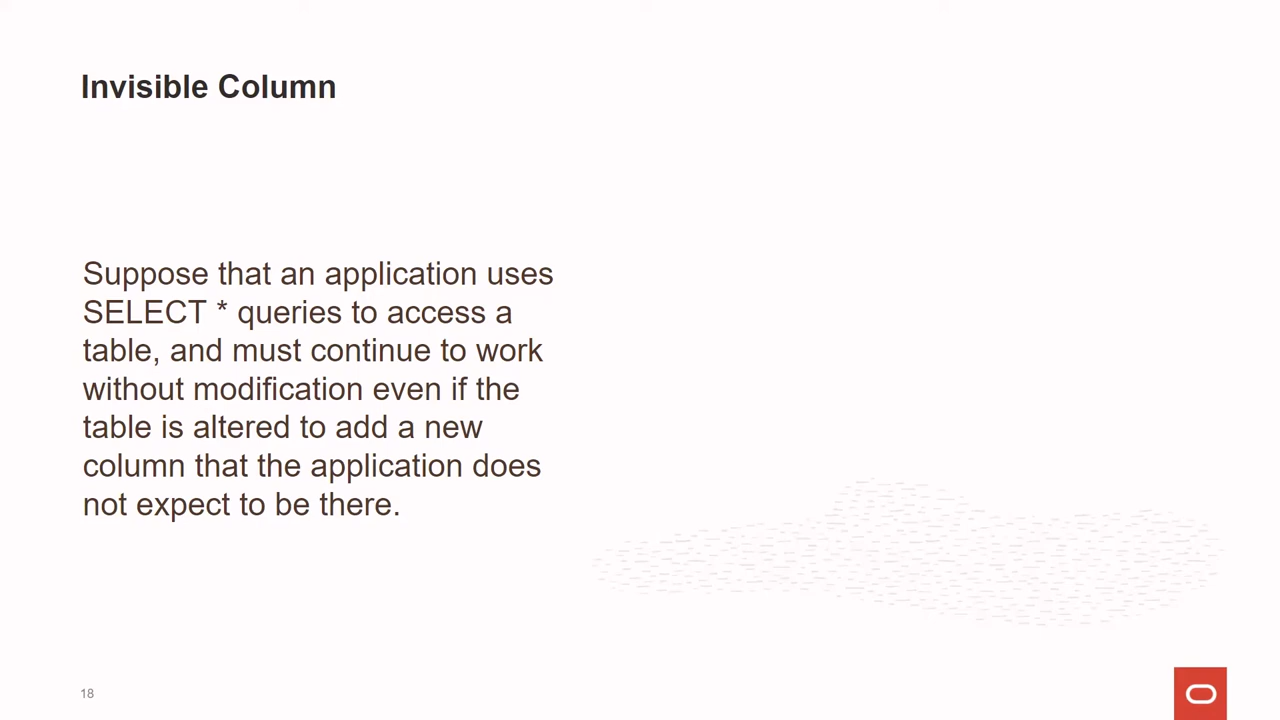 Invisible Column
Suppose that an application uses
SELECT * queries to access a
table, and must continue to work
without modification even if the
table is altered to add a new
column that the application does
not expect to be there.
18